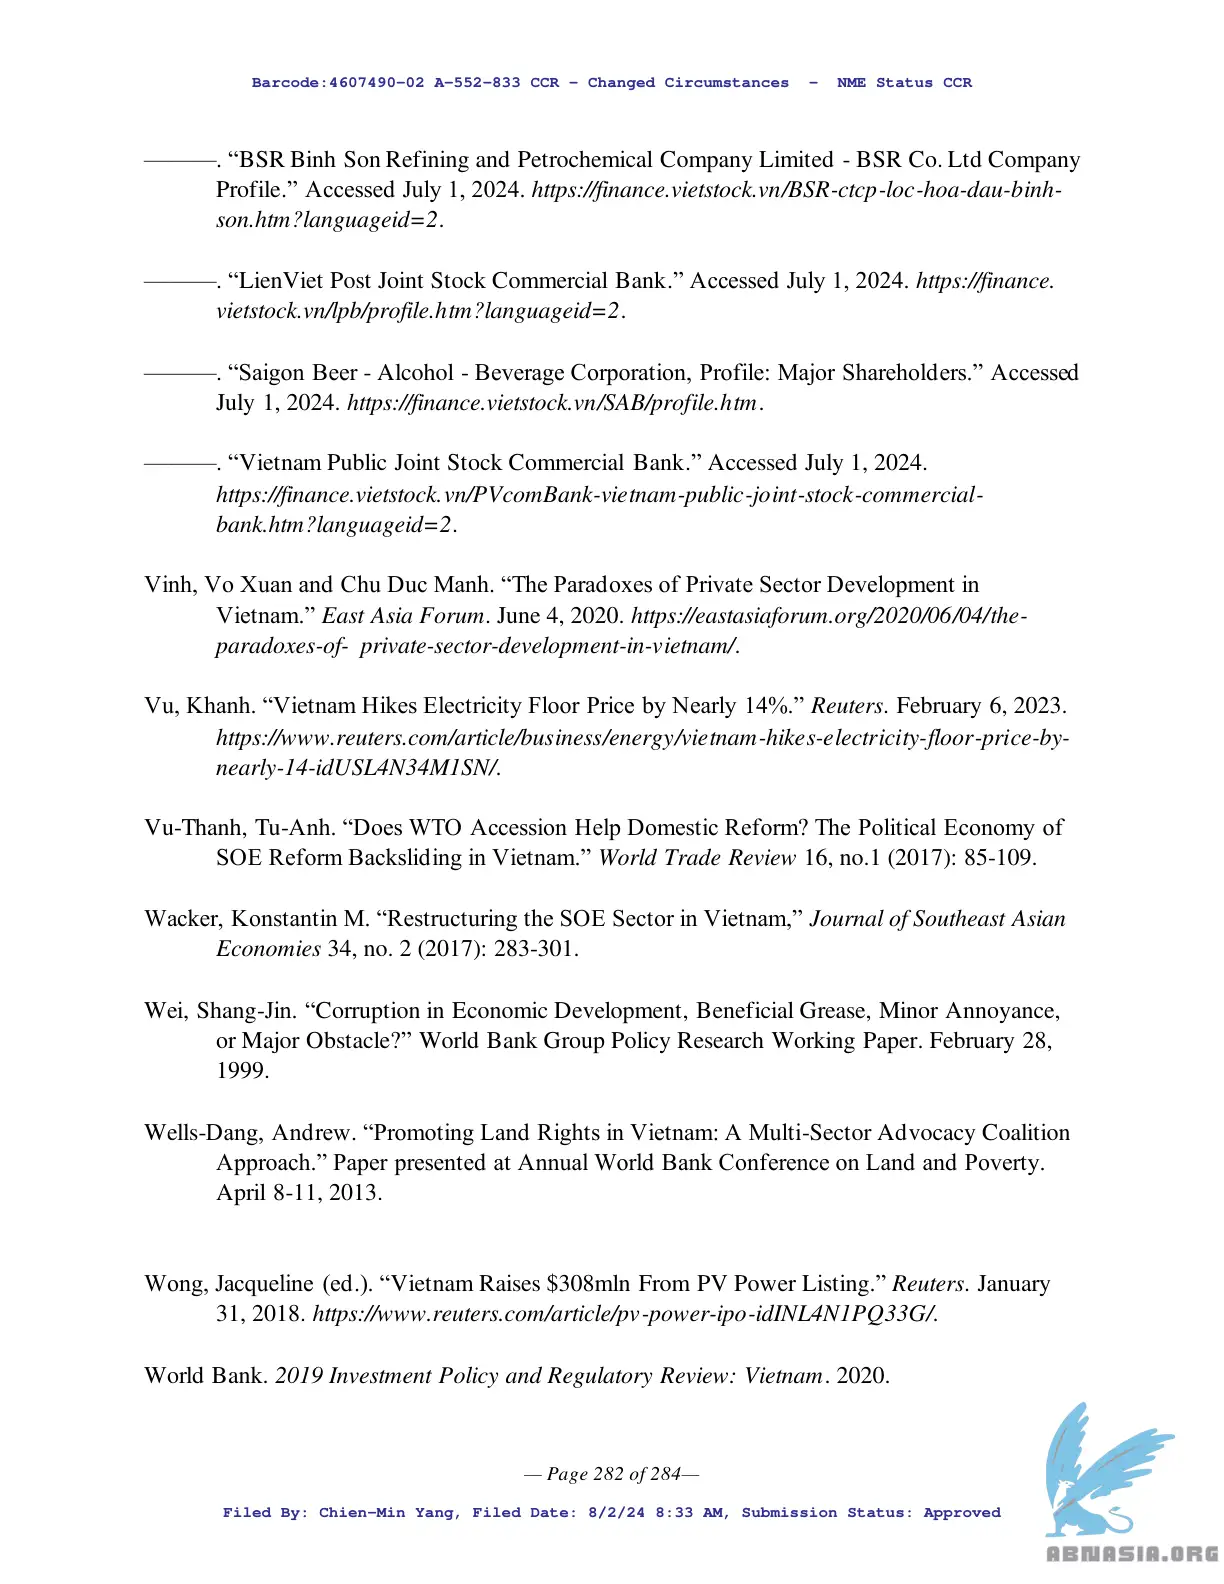 Barcode:4607490-02 A-552-833 CCR - Changed Circumstances - NME Status CCR
———. “BSR Binh Son Refining and Petrochemical Company Limited - BSR Co. Ltd Company
Profile.” Accessed July 1, 2024. https://finance.vietstock.vn/BSR-ctcp-loc-hoa-dau-binh-
son.htm?languageid=2.
———. “LienViet Post Joint Stock Commercial Bank.” Accessed July 1, 2024. https://finance.
vietstock.vn/lpb/profile.htm?languageid=2.
———. “Saigon Beer - Alcohol - Beverage Corporation, Profile: Major Shareholders.” Accessed
July 1, 2024. https://finance.vietstock.vn/SAB/profile.htm.
———. “Vietnam Public Joint Stock Commercial Bank.” Accessed July 1, 2024.
https://finance.vietstock.vn/PVcomBank-vietnam-public-joint-stock-commercial-
bank.htm?languageid=2.
Vinh, Vo Xuan and Chu Duc Manh. “The Paradoxes of Private Sector Development in
Vietnam.” East Asia Forum. June 4, 2020. https://eastasiaforum.org/2020/06/04/the-
paradoxes-of- private-sector-development-in-vietnam/.
Vu, Khanh. “Vietnam Hikes Electricity Floor Price by Nearly 14%.” Reuters. February 6, 2023.
https://www.reuters.com/article/business/energy/vietnam-hikes-electricity-floor-price-by-
nearly-14-idUSL4N34M1SN/.
Vu-Thanh, Tu-Anh. “Does WTO Accession Help Domestic Reform? The Political Economy of
SOE Reform Backsliding in Vietnam.” World Trade Review 16, no.1 (2017): 85-109.
Wacker, Konstantin M. “Restructuring the SOE Sector in Vietnam,” Journal of Southeast Asian
Economies 34, no. 2 (2017): 283-301.
Wei, Shang-Jin. “Corruption in Economic Development, Beneficial Grease, Minor Annoyance,
or Major Obstacle?” World Bank Group Policy Research Working Paper. February 28,
1999.
Wells-Dang, Andrew. “Promoting Land Rights in Vietnam: A Multi-Sector Advocacy Coalition
Approach.” Paper presented at Annual World Bank Conference on Land and Poverty.
April 8-11, 2013.
Wong, Jacqueline (ed.). “Vietnam Raises $308mln From PV Power Listing.” Reuters. January
31, 2018. https://www.reuters.com/article/pv-power-ipo-idINL4N1PQ33G/.
World Bank. 2019 Investment Policy and Regulatory Review: Vietnam. 2020.
— Page 282 of 284—
Filed By: Chien-Min Yang, Filed Date: 8/2/24 8:33 AM, Submission Status: Approved
ABNASIA.ORG